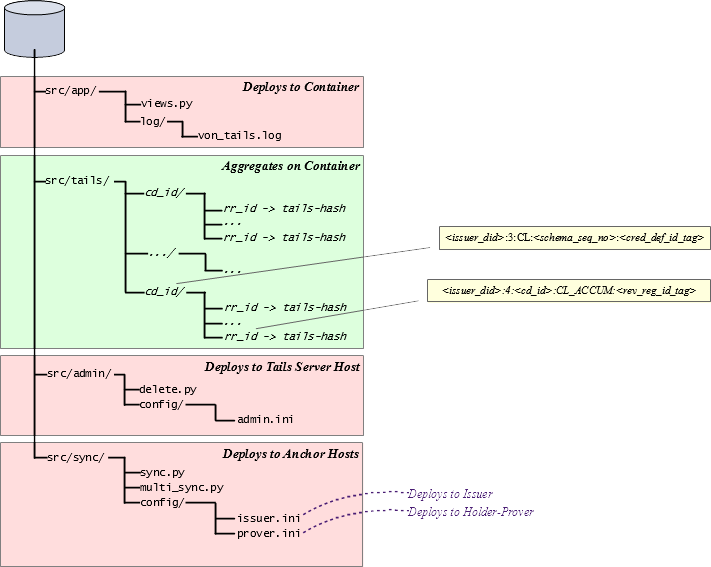 Deploys to Container
src/app/
views.py
log/
von_tails.log
Aggregates on Container
src/tails/
cd_id/
rr_id -> tails-hash
...
rr_id -> tails-hash
.../
...
cd_id/
rr_id -> tails-hash
...
rr_id -> tails-hash
<issuer_did>:3:CL:<schema_seq_no>:<cred_def_id_tag>
<issuer_did>:4:<cd_id>:CL_ACCUM:<rev_reg_id_tag>
Deploys to Tails Server Host
src/admin/
delete.py
config/
admin.ini
Deploys to Anchor Hosts
src/sync/
sync.py
multi_sync.py
config/
issuer.ini
prover.ini
Deploys to Issuer
Deploys to Holder-Prover